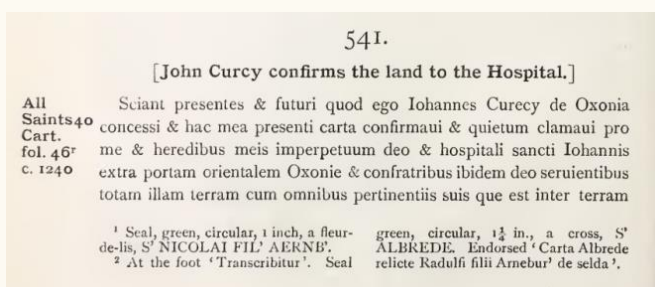 541.
[John Curcy confirms the land to the Hospital.]
All
Saints40
Cart.
fol. 46r
c. 1240
Sciant presentes & futuri quod ego Iohannes Curecy de Oxonia
concessi & hac mea presenti carta confirmaui & quietum clamaui pro
me & heredibus meis imperpetuum deo & hospitali sancti Iohannis
extra portam orientalem Oxonie & confratribus ibidem deo seruientibus
totam illam terram cum omnibus pertinentiis suis que est inter terram
¹ Seal, green, circular, 1 inch, a fleur-
de-lis, S' NICOLAI FIL' AERNB'.
² At the foot 'Transcribitur'. Seal
green, circular, 1¼ in., a cross, S'
ALBREDE. Endorsed 'Carta Albrede
relicte Radulfi filii Arnebur' de selda'.